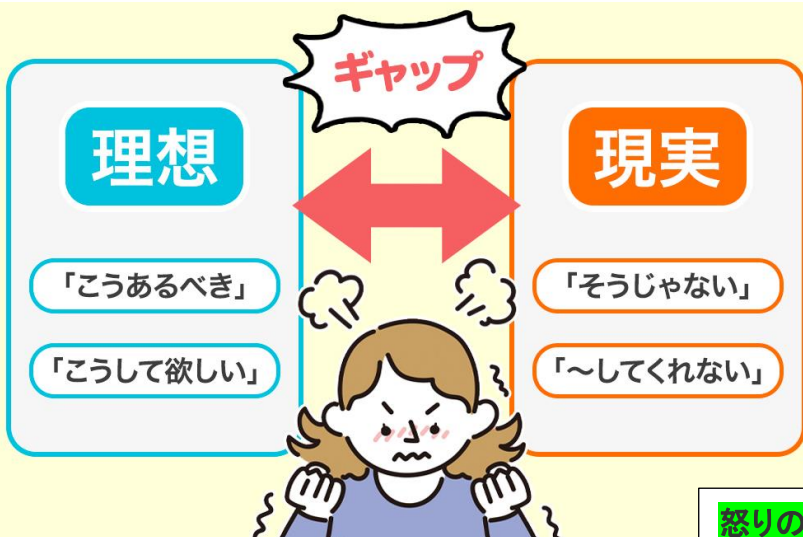 ギャップ
理想
「こうあるべき」
「こうして欲しい」
現実
「そうじゃない」
「~してくれない」
怒りの